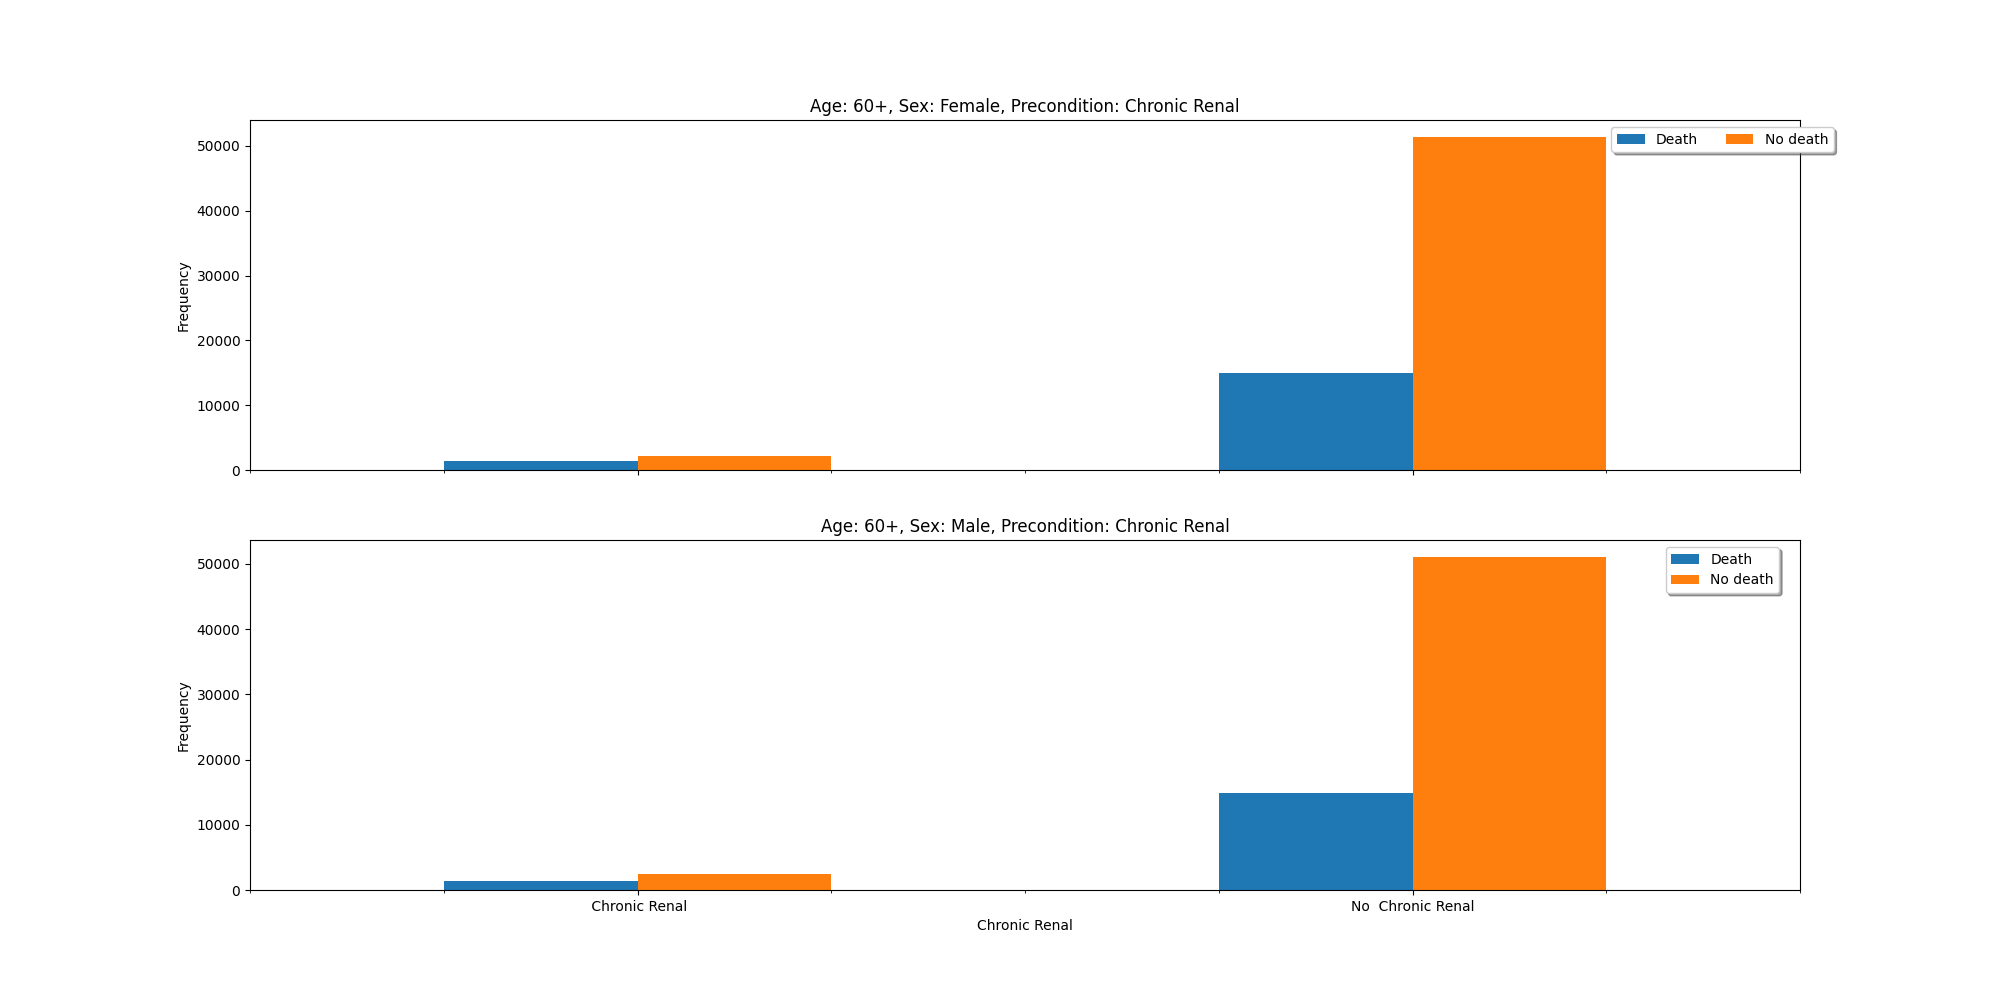 Age: 60+, Sex: Female, Precondition: Chronic Renal
Death No death
50000
40000
30000
20000
10000
0
Frequency
Age: 60+, Sex: Male, Precondition: Chronic Renal
Death
No death
50000
40000
30000
20000
10000
0
Frequency
Chronic Renal No  Chronic Renal
Chronic Renal